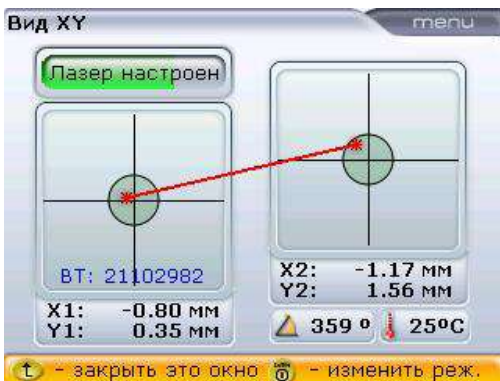 Вид XY
menu
Лазер настроен
BT: 21102982
X1: -0.80 мм
Y1: 0.35 мм
X2: -1.17 мм
Y2: 1.56 мм
359 º
25ºC
- закрыть это окно
- изменить реж.